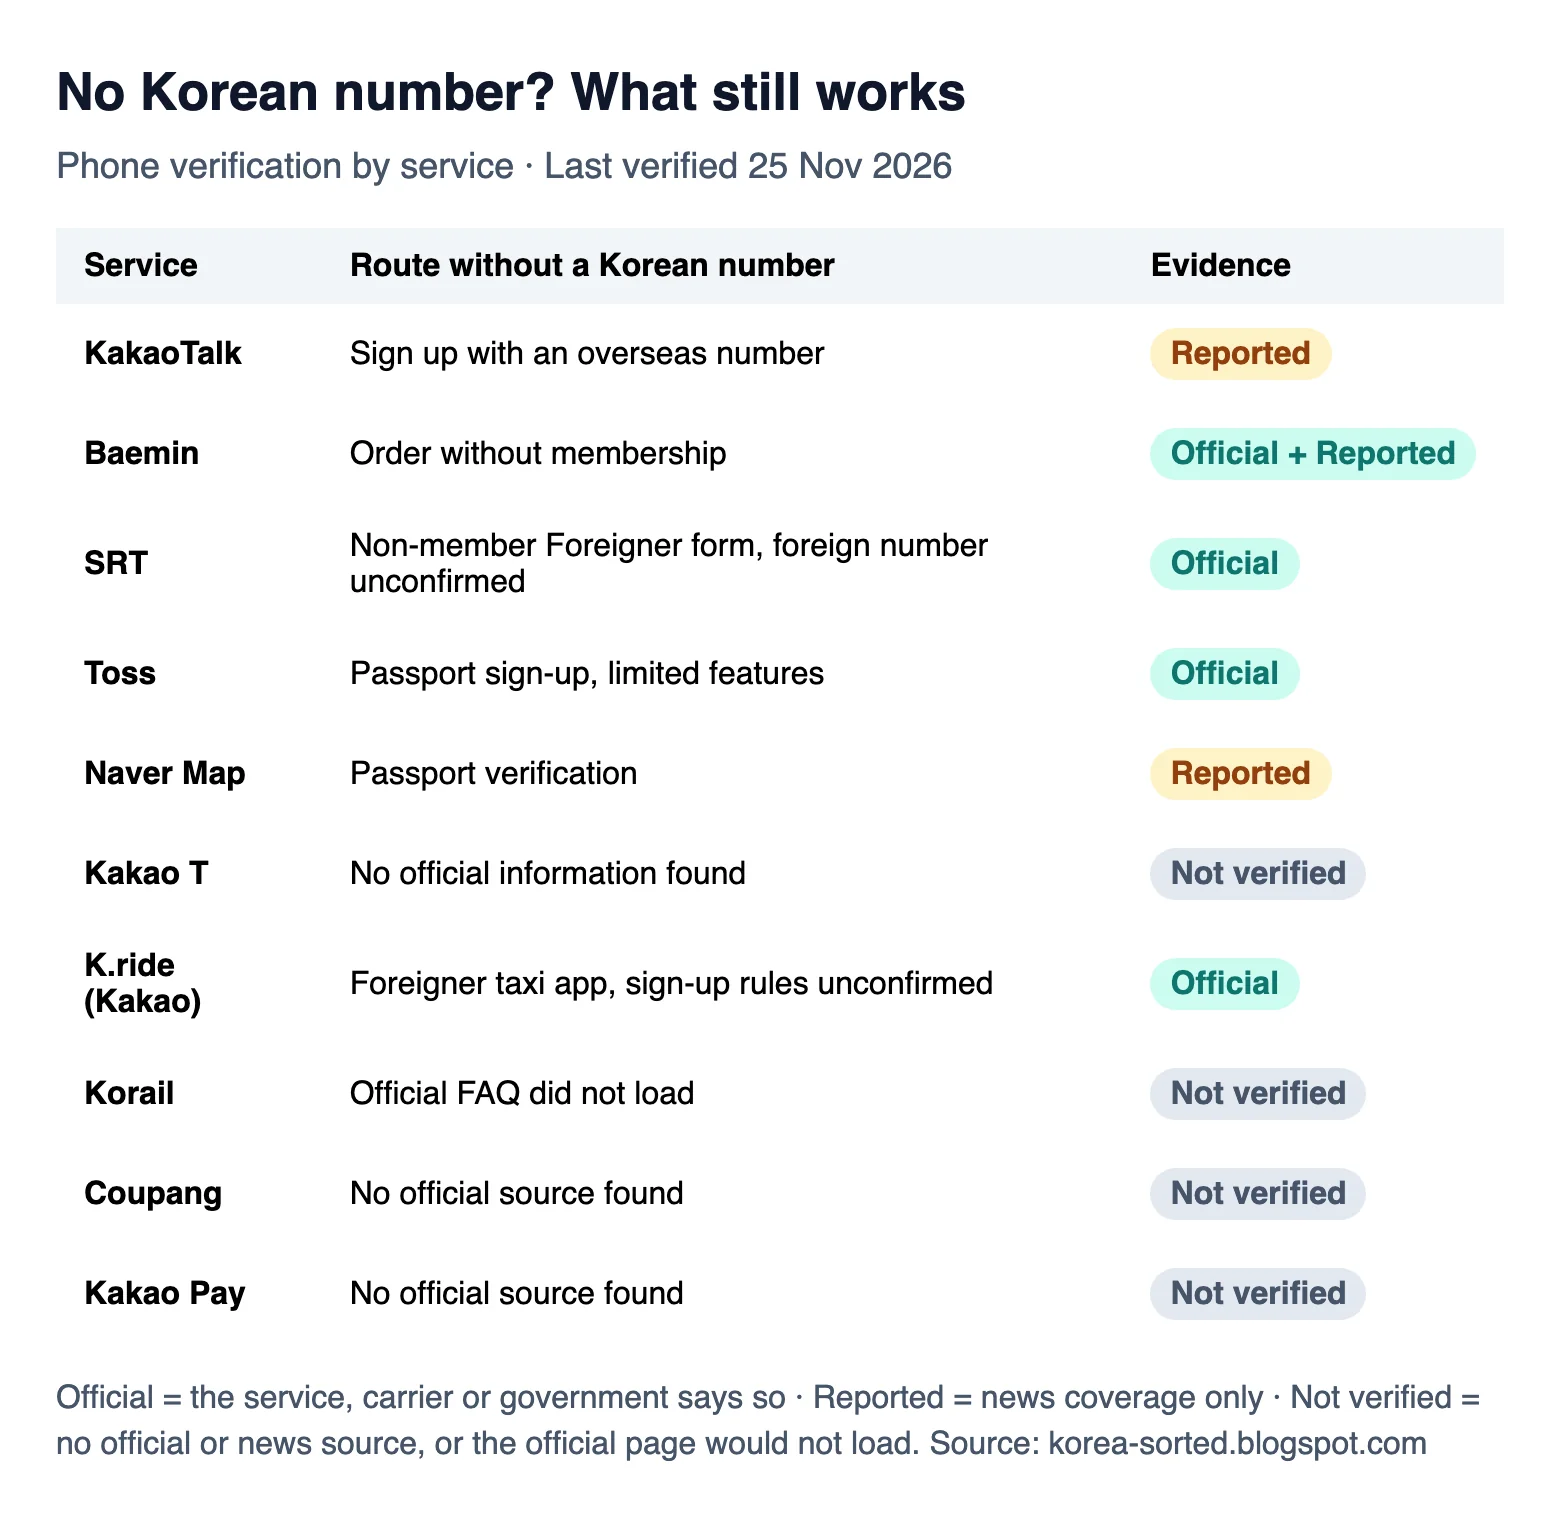 No Korean number? What still works
Phone verification by service · Last verified 25 Nov 2026
Service Route without a Korean number Evidence
KakaoTalk Sign up with an overseas number Reported
Baemin Order without membership Official + Reported
SRT Non-member Foreigner form, foreign number
unconfirmed Official
Toss Passport sign-up, limited features Official
Naver Map Passport verification Reported
Kakao T No official information found Not verified
K.ride
(Kakao) Foreigner taxi app, sign-up rules unconfirmed Official
Korail Official FAQ did not load Not verified
Coupang No official source found Not verified
Kakao Pay No official source found Not verified
Official = the service, carrier or government says so · Reported = news coverage only · Not verified =
no official or news source, or the official page would not load. Source: korea-sorted.blogspot.com